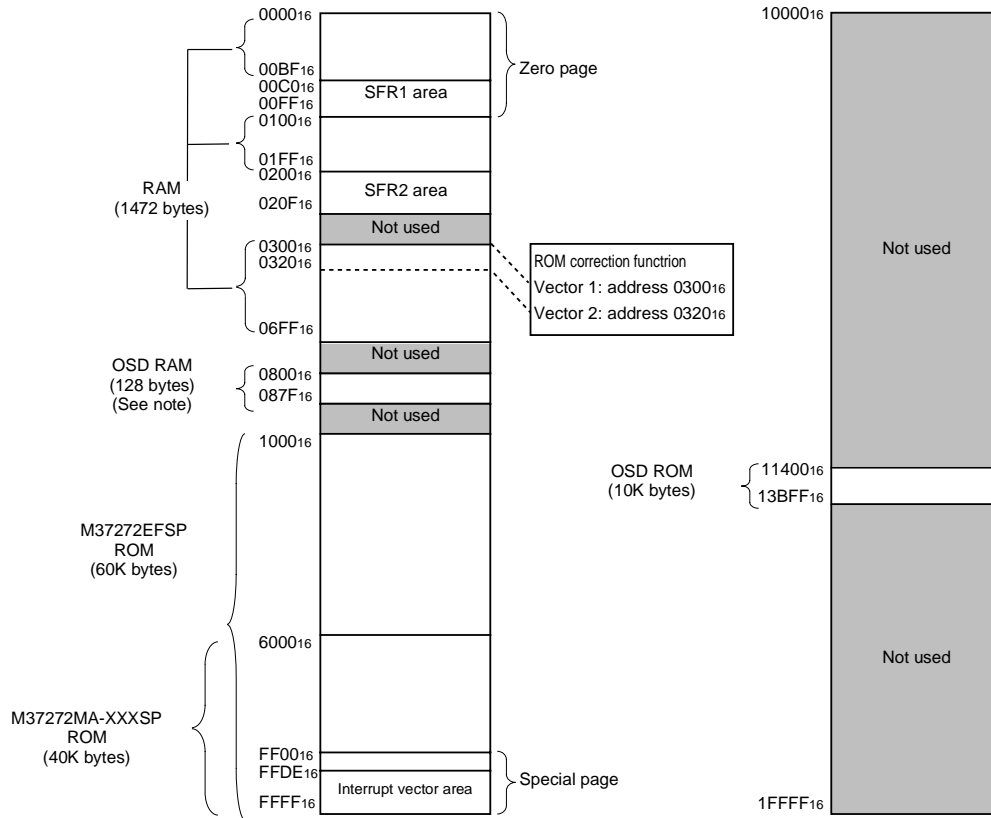 0000₁₆
00BF₁₆
00C0₁₆
00FF₁₆
0100₁₆
01FF₁₆
0200₁₆
020F₁₆
0300₁₆
0320₁₆
06FF₁₆
0800₁₆
087F₁₆
1000₁₆
6000₁₆
FF00₁₆
FFDE₁₆
FFFF₁₆
RAM
(1472 bytes)
OSD RAM
(128 bytes)
(See note)
M37272EFSP
ROM
(60K bytes)
M37272MA-XXXSP
ROM
(40K bytes)
SFR1 area
SFR2 area
Not used
Not used
Not used
Interrupt vector area
Zero page
ROM correction functrion
Vector 1: address 0300₁₆
Vector 2: address 0320₁₆
Special page
10000₁₆
Not used
OSD ROM
(10K bytes)
11400₁₆
13BFF₁₆
Not used
1FFFF₁₆